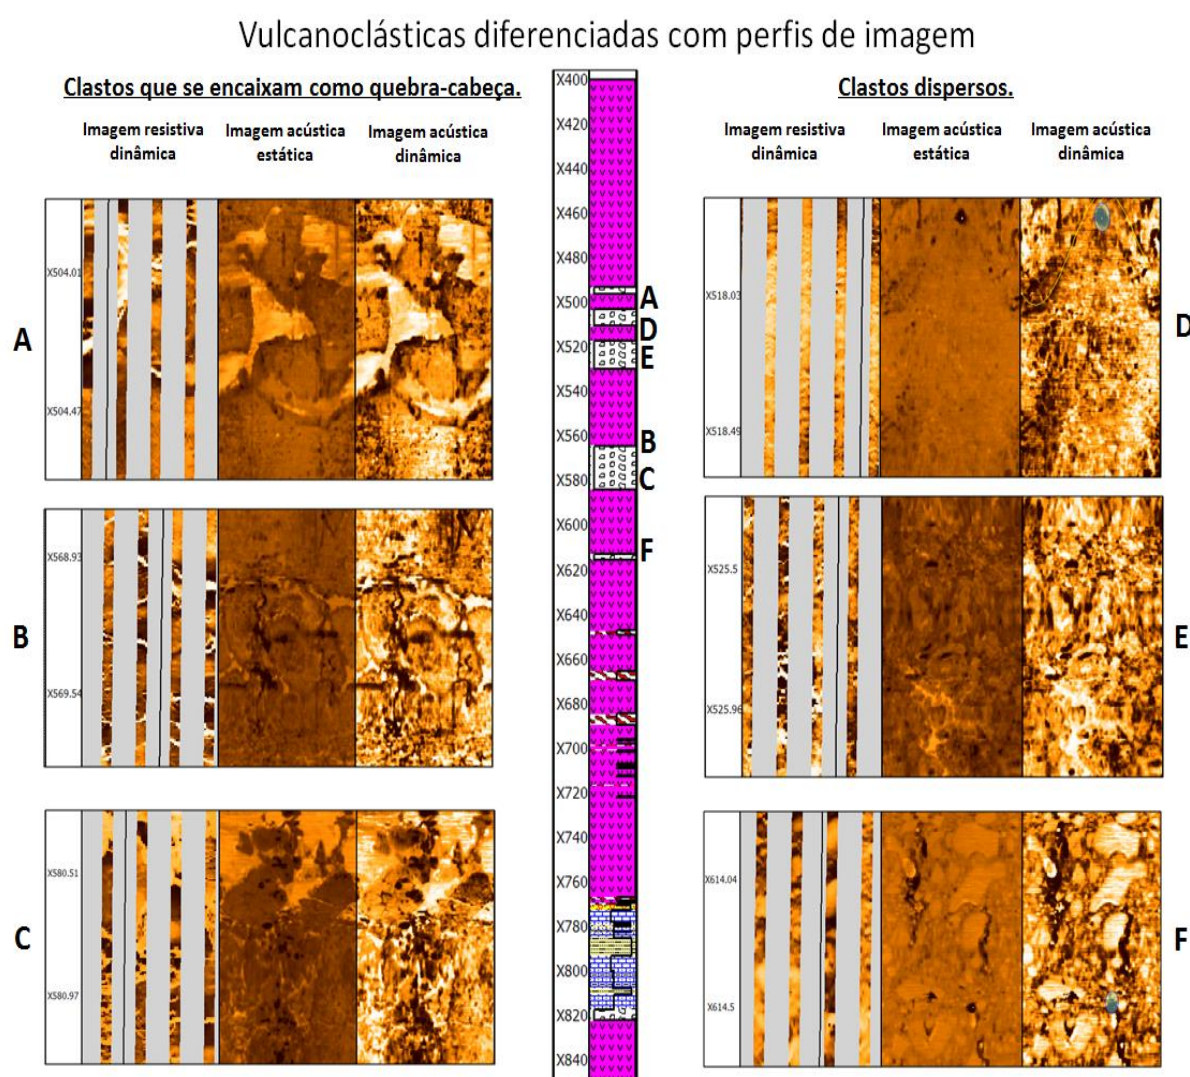 Vulcanoclásticas diferenciadas com perfis de imagem
Clastos que se encaixam como quebra-cabeça.
Imagem resistiva dinâmica
Imagem acústica estática
Imagem acústica dinâmica
A
X504.01
X504.47
B
X568.93
X569.54
C
X580.51
X580.97
X400
X420
X440
X460
X480
X500
X520
X540
X560
X580
X600
X620
X640
X660
X680
X700
X720
X740
X760
X780
X800
X820
X840
A
D
E
B
C
F
Clastos dispersos.
Imagem resistiva dinâmica
Imagem acústica estática
Imagem acústica dinâmica
X518.03
X518.49
D
X525.5
X525.96
E
X614.04
X614.5
F